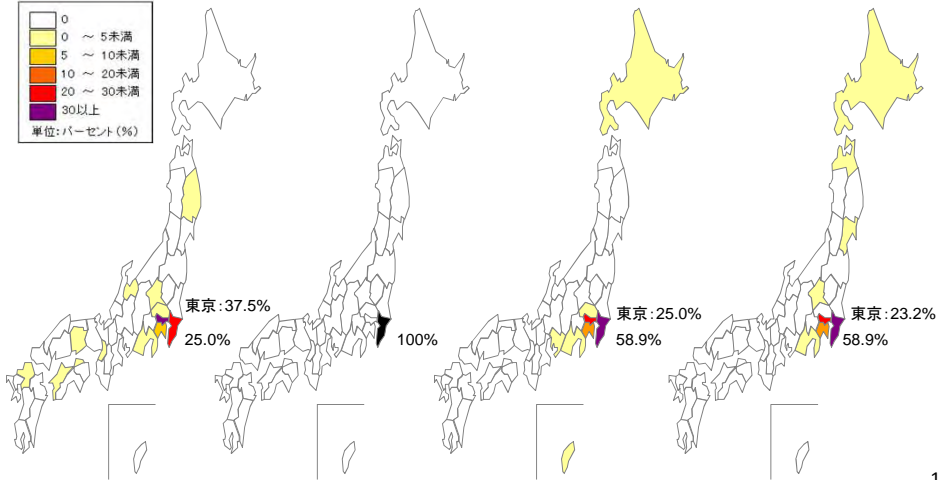 0
0 ～ 5未満
5 ～ 10未満
10 ～ 20未満
20 ～ 30未満
30以上
単位:パーセント(%)
東京:37.5%
25.0%
100%
東京:25.0%
58.9%
東京:23.2%
58.9%
1